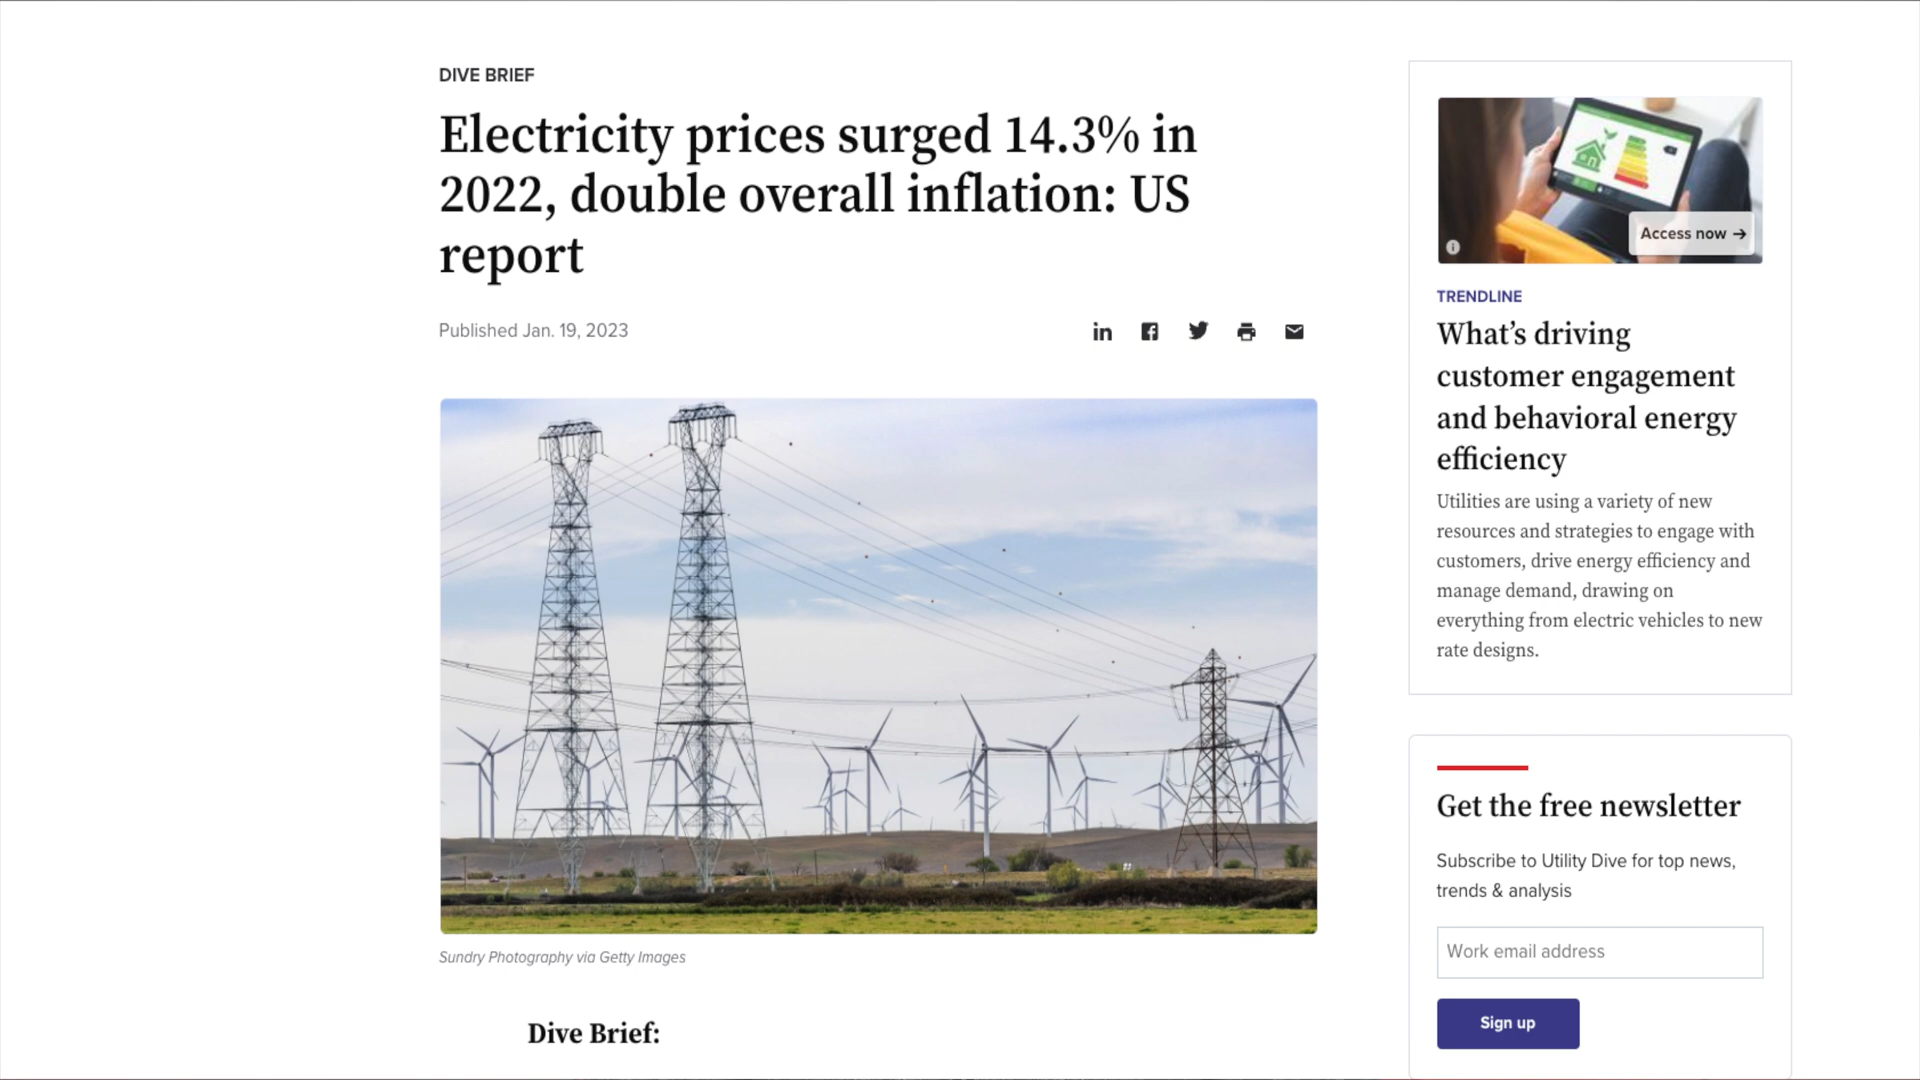 DIVE BRIEF
Electricity prices surged 14.3% in
2022, double overall inflation: US
report
Published Jan. 19, 2023
Sundry Photography via Getty Images
Dive Brief:
Access now →
TRENDLINE
What’s driving
customer engagement
and behavioral energy
efficiency
Utilities are using a variety of new
resources and strategies to engage with
customers, drive energy efficiency and
manage demand, drawing on
everything from electric vehicles to new
rate designs.
Get the free newsletter
Subscribe to Utility Dive for top news,
trends & analysis
Work email address
Sign up